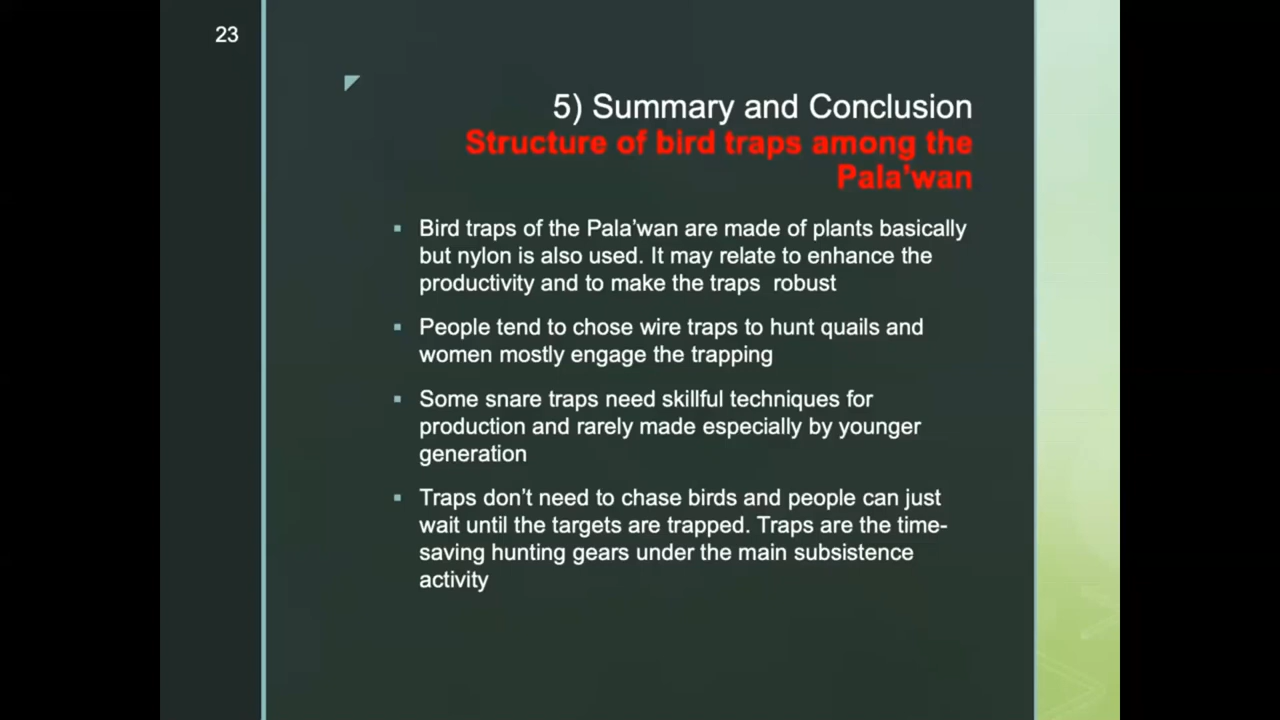 23
5) Summary and Conclusion
Structure of bird traps among the
Pala'wan
▪ Bird traps of the Pala’wan are made of plants basically
but nylon is also used. It may relate to enhance the
productivity and to make the traps  robust
▪ People tend to chose wire traps to hunt quails and
women mostly engage the trapping
▪ Some snare traps need skillful techniques for
production and rarely made especially by younger
generation
▪ Traps don’t need to chase birds and people can just
wait until the targets are trapped. Traps are the time-
saving hunting gears under the main subsistence
activity